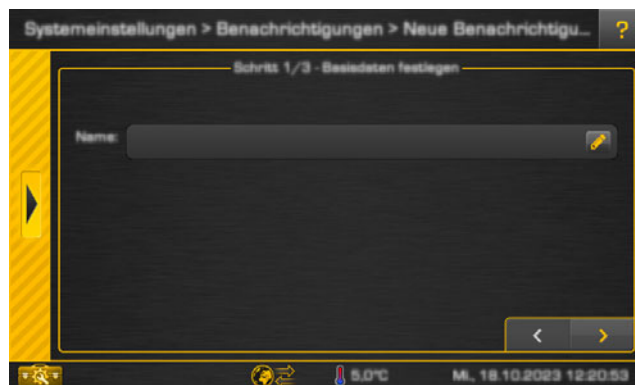 Systemeinstellungen > Benachrichtigungen > Neue Benachrichtigu... ?
Schritt 1/3 - Basisdaten festlegen
Name:
< >
5,0°C Mi., 18.10.2023 12:20:53